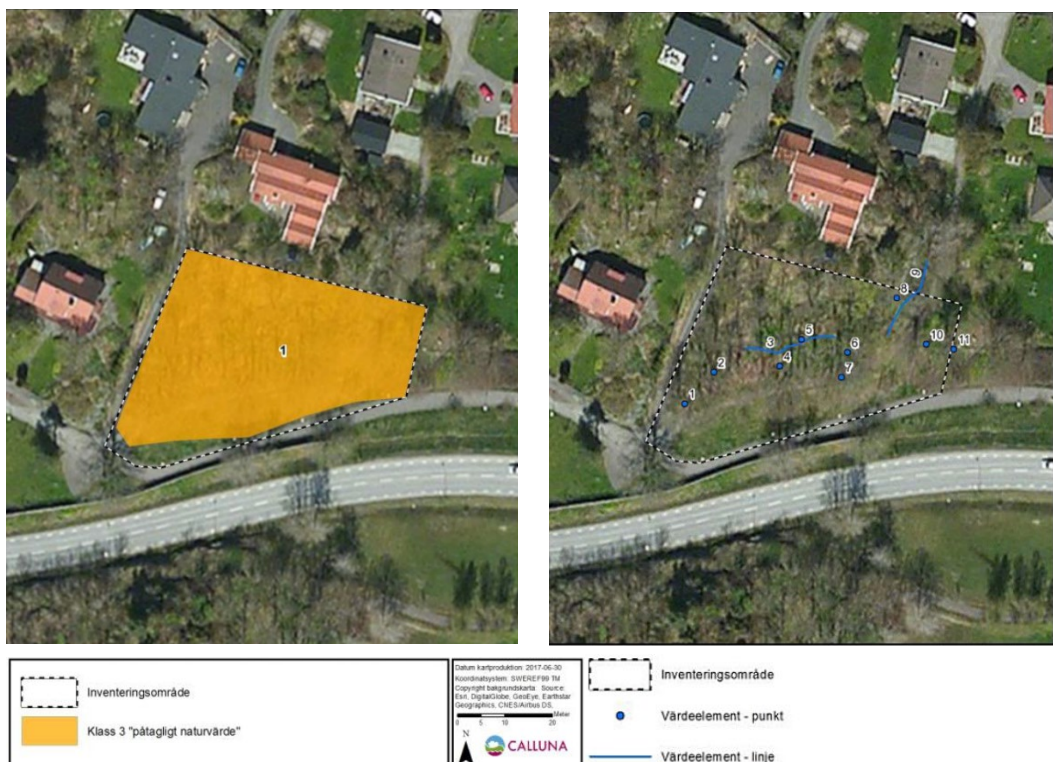 1
1
2
3
4
5
6
7
8
9
10
11
Inventeringsområde
Klass 3 "påtagligt naturvärde"
Datum kartproduktion: 2017-06-30
Koordinatsystem: SWEREF99 TM
Copyright bakgrundskarta: Source:
Esri, DigitalGlobe, GeoEye, Earthstar
Geographics, CNES/Airbus DS,
Meter
0 5 10 20
N
CALLUNA
Inventeringsområde
Värdeelement - punkt
Värdeelement - linje